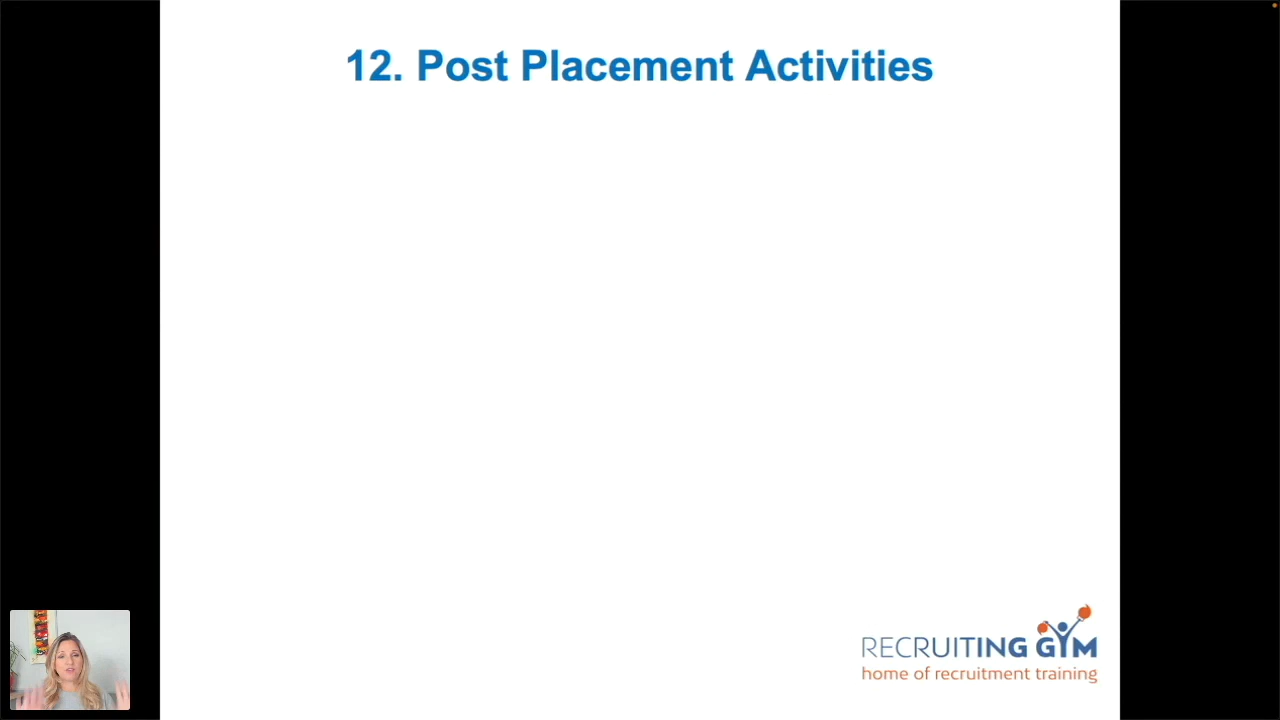 12. Post Placement Activities
RECRUITING GYM
home of recruitment training